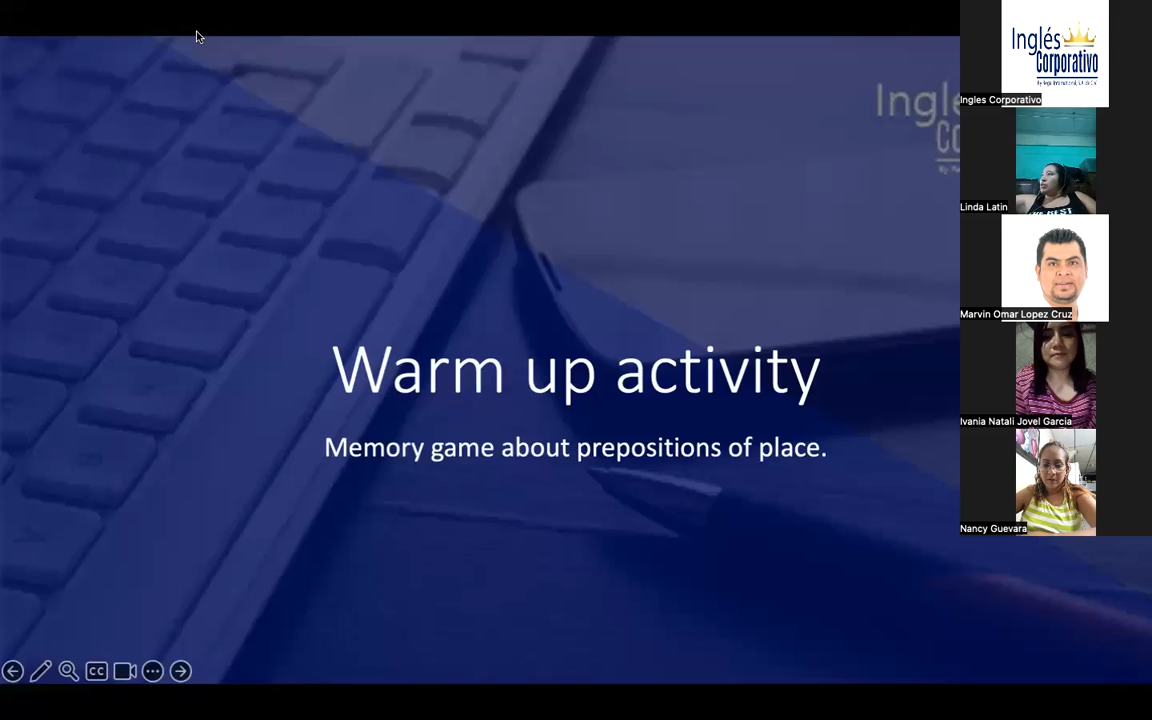 Warm up activity
Memory game about prepositions of place.
CC
Inglés
Corporativo
Ingles Corporativo
Linda Latin
Marvin Omar Lopez Cruz
Ivania Natali Jovel Garcia
Nancy Guevara